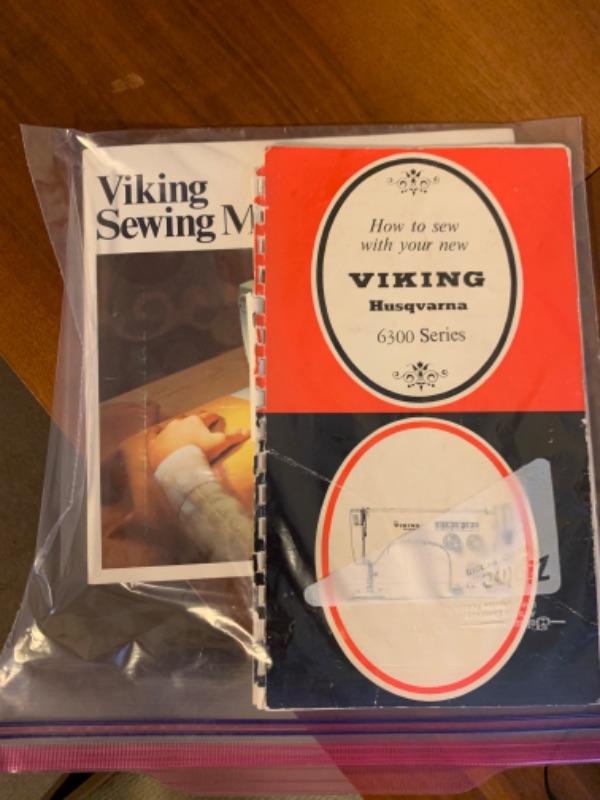 Viking
Sewing M
How to sew
with your new
VIKING
Husqvarna
6300 Series
VIKING